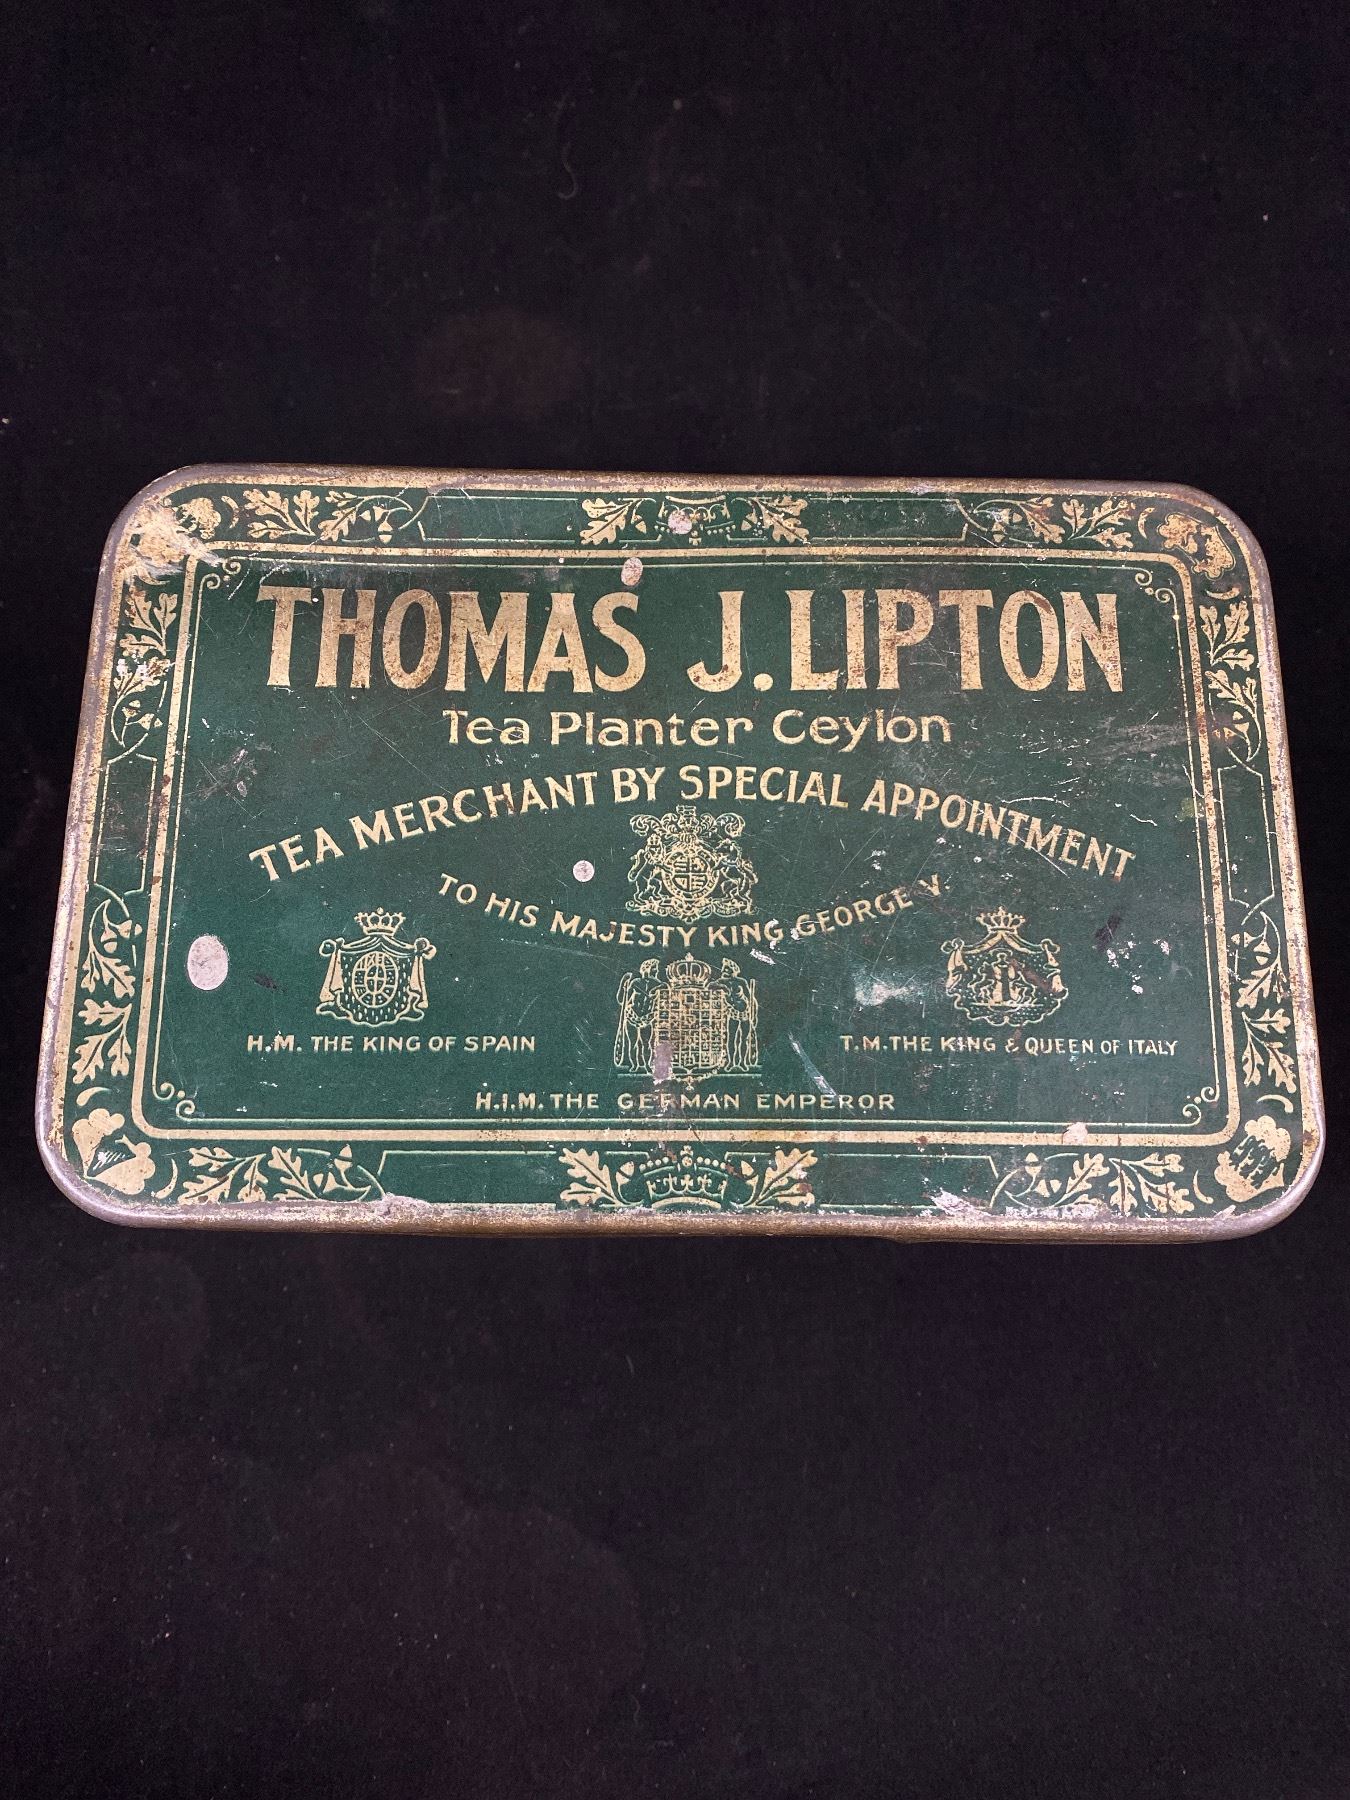 THOMAS J. LIPTON
Tea Planter Ceylon
TEA MERCHANT BY SPECIAL APPOINTMENT
TO HIS MAJESTY KING GEORGE V.
H.M. THE KING OF SPAIN
T.M. THE KING & QUEEN OF ITALY
H.I.M. THE GERMAN EMPEROR